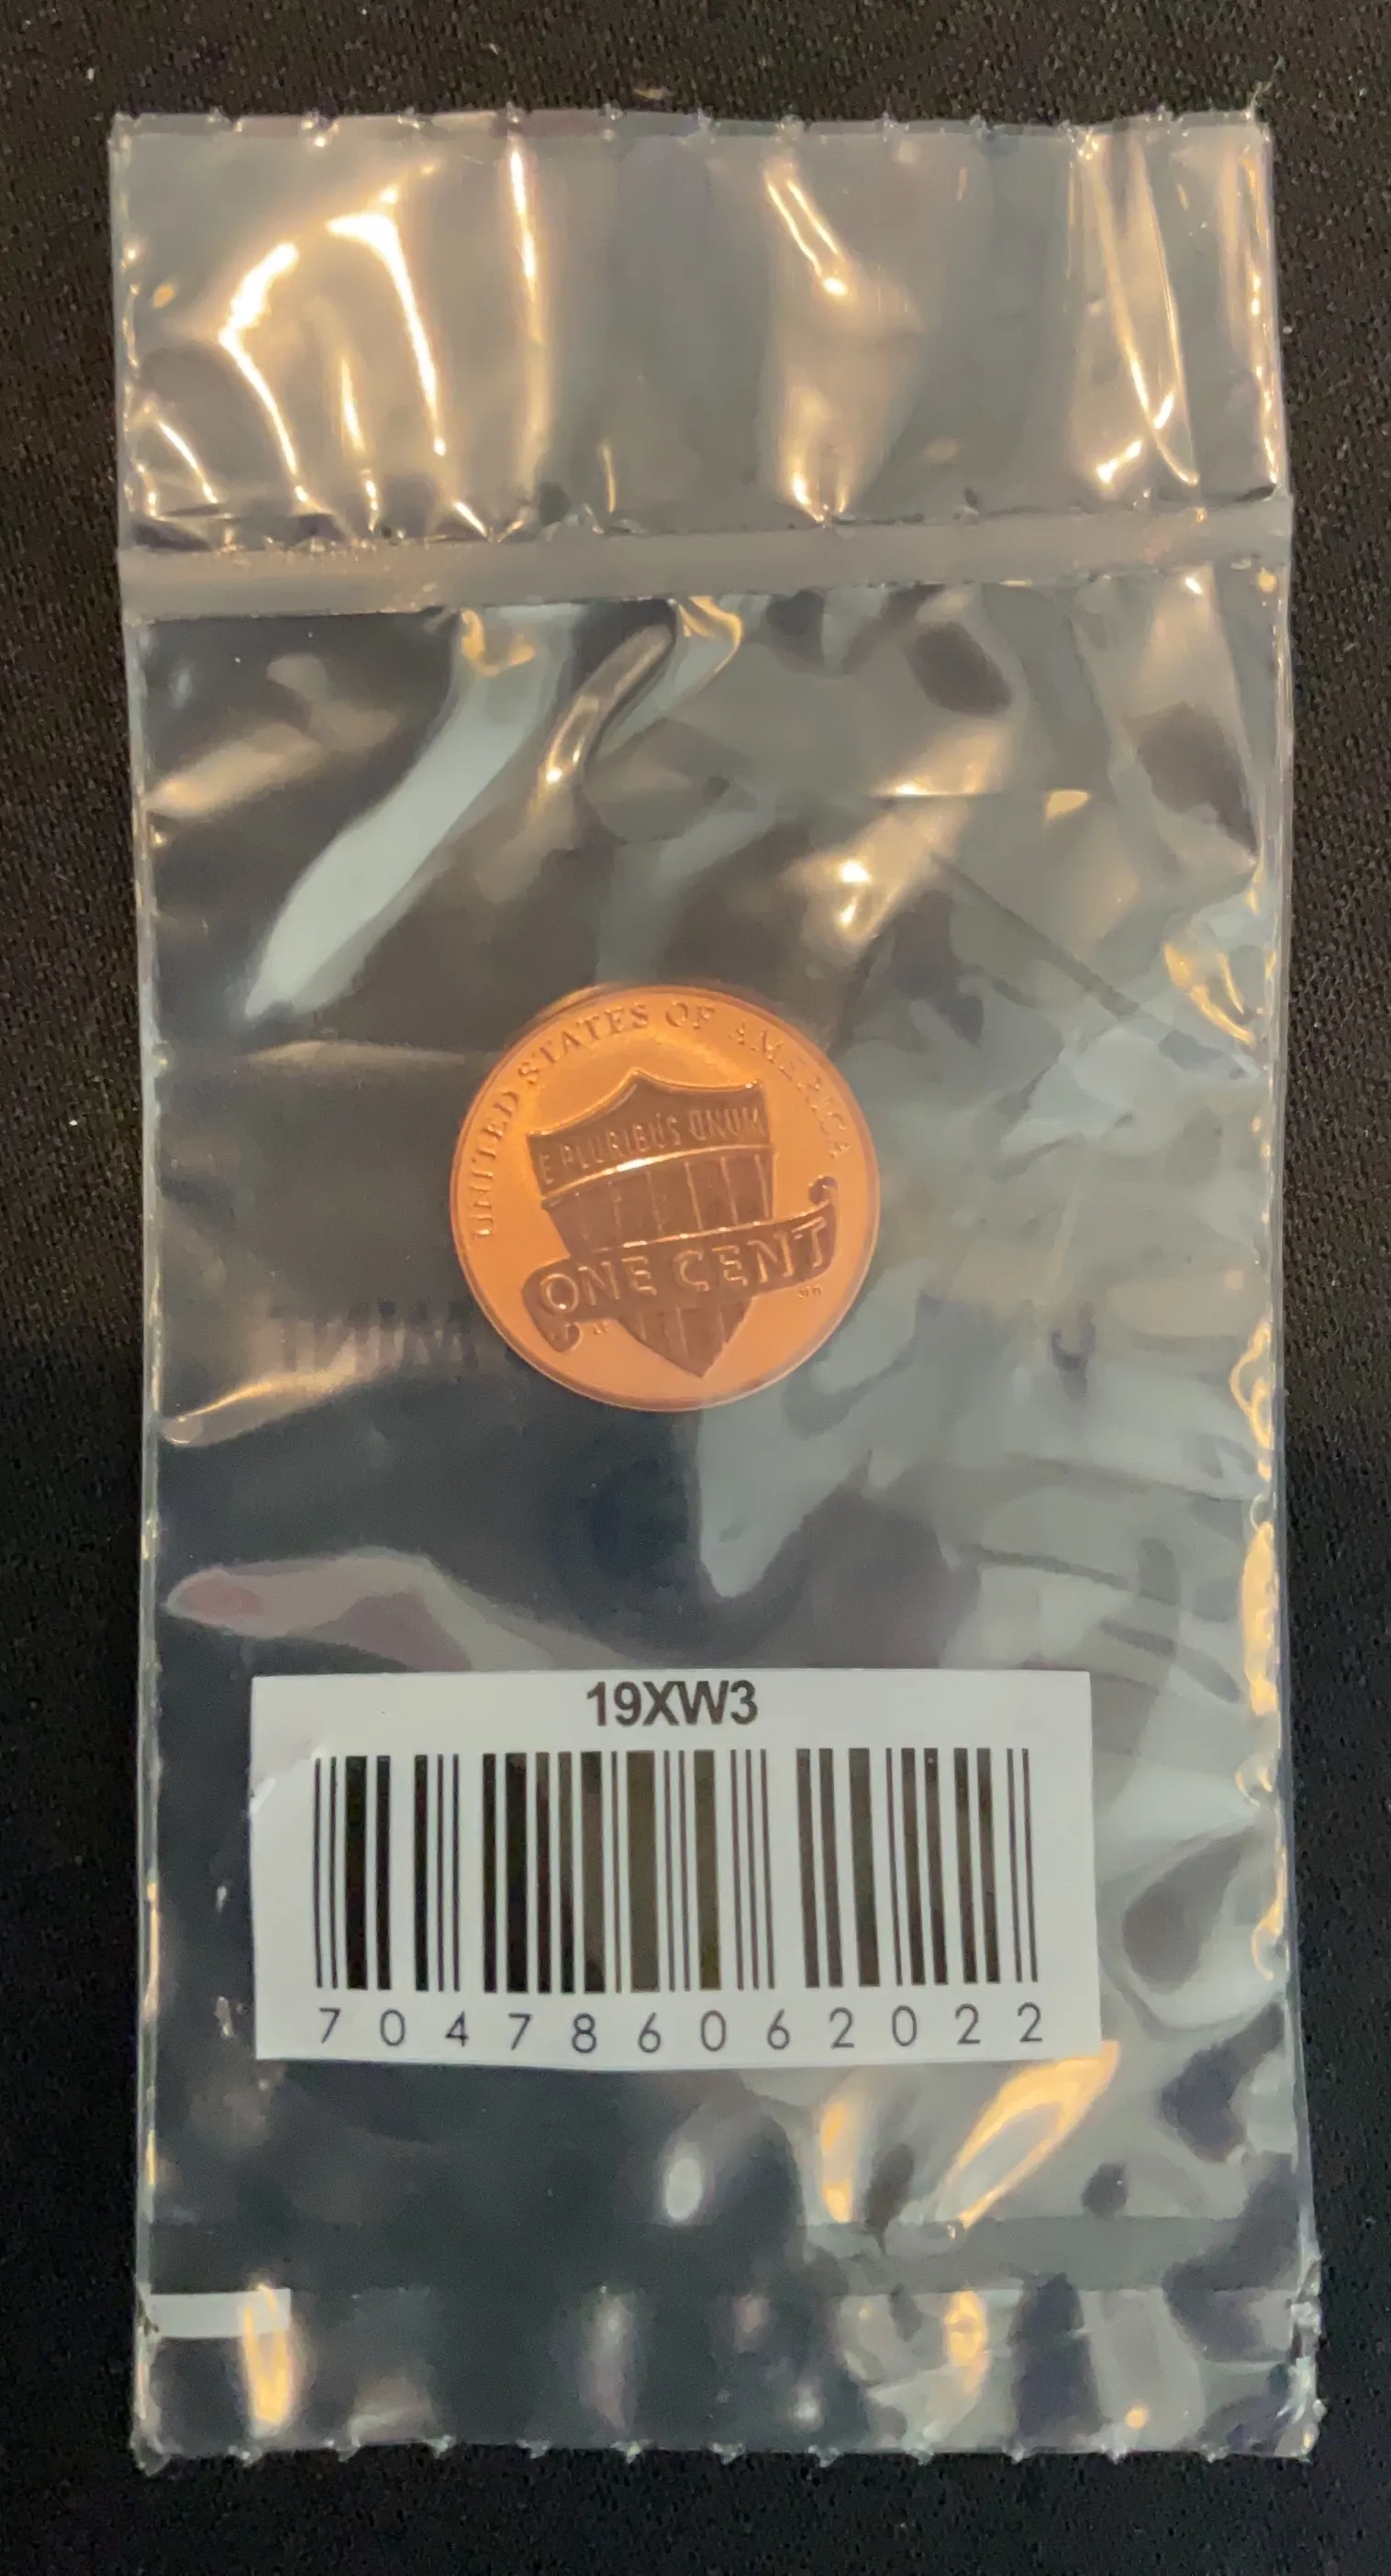 UNITED STATES OF AMERICA
E PLURIBUS UNUM
ONE CENT
19XW3
704786062022